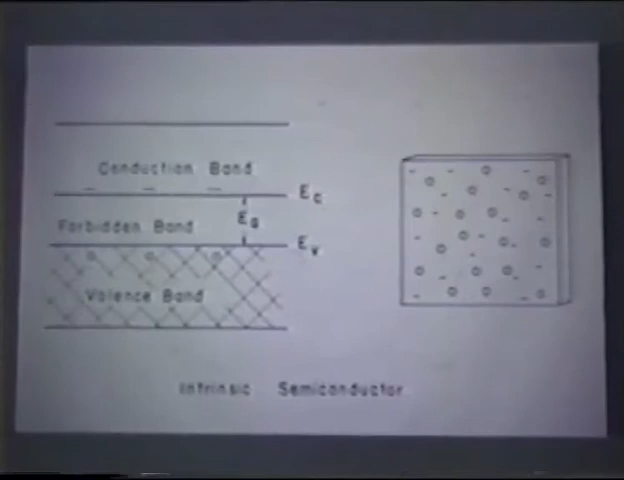 Conduction Band
Ec
EG
Forbidden Band
Ev
Valence Band
Intrinsic Semiconductor